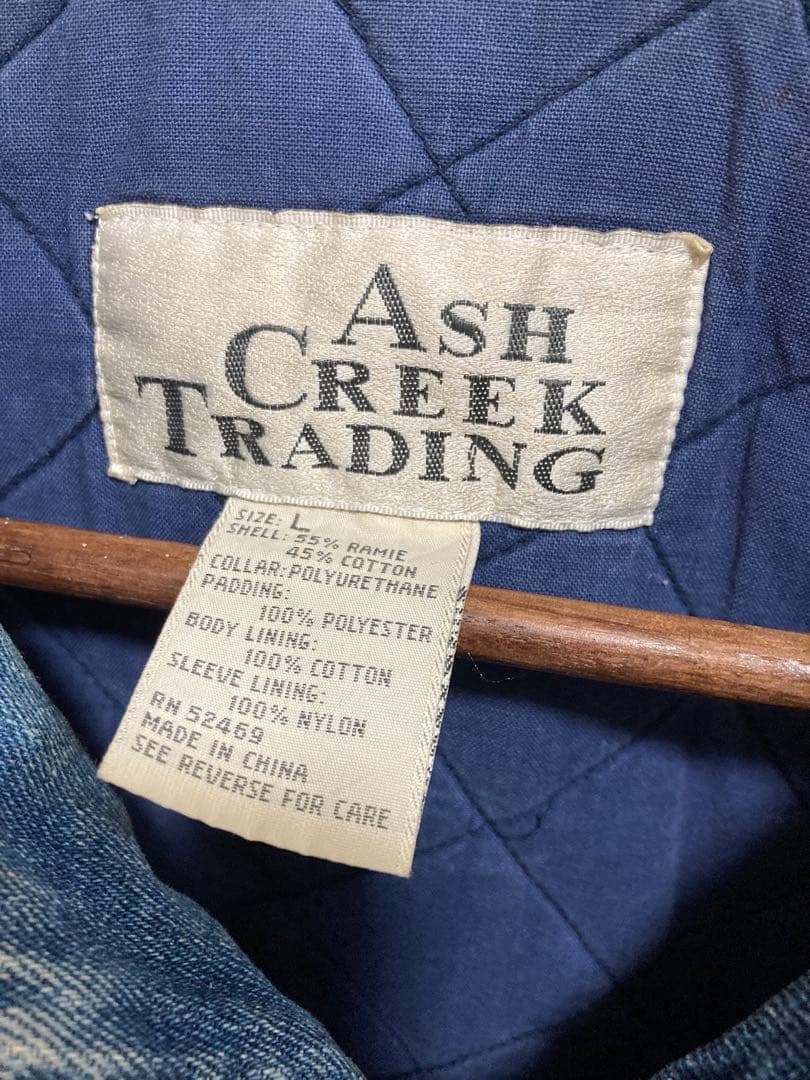 ASH
CREEK
TRADING
SIZE: L
SHELL: 55% RAMIE
45% COTTON
COLLAR: POLYURETHANE
PADDING:
100% POLYESTER
BODY LINING:
100% COTTON
SLEEVE LINING:
100% NYLON
RN 52469
MADE IN CHINA
SEE REVERSE FOR CARE